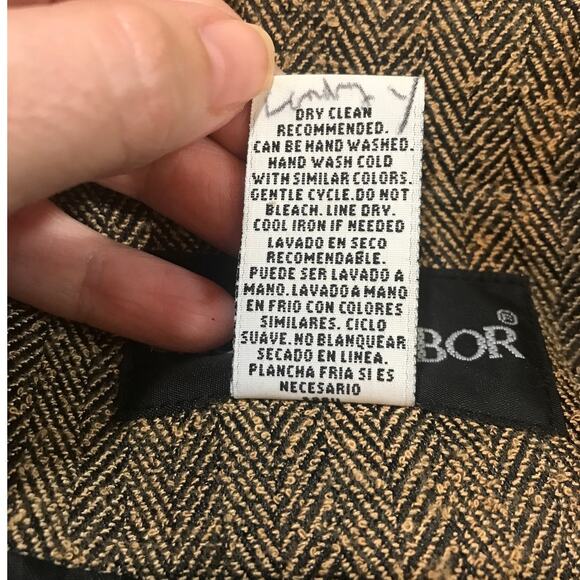 DRY CLEAN
RECOMMENDED.
CAN BE HAND WASHED.
HAND WASH COLD
WITH SIMILAR COLORS.
GENTLE CYCLE.DO NOT
BLEACH. LINE DRY.
COOL IRON IF NEEDED
LAVADO EN SECO
RECOMENDABLE.
PUEDE SER LAVADO A
MANO.LAVADOA MANO
EN FRIO CON COLORES
SIMILARES. CICLO
SUAVE.NO BLANQUEAR
SECADO EN LINEA.
PLANCHA FRIA SI ES
NECESARIO
BOR®